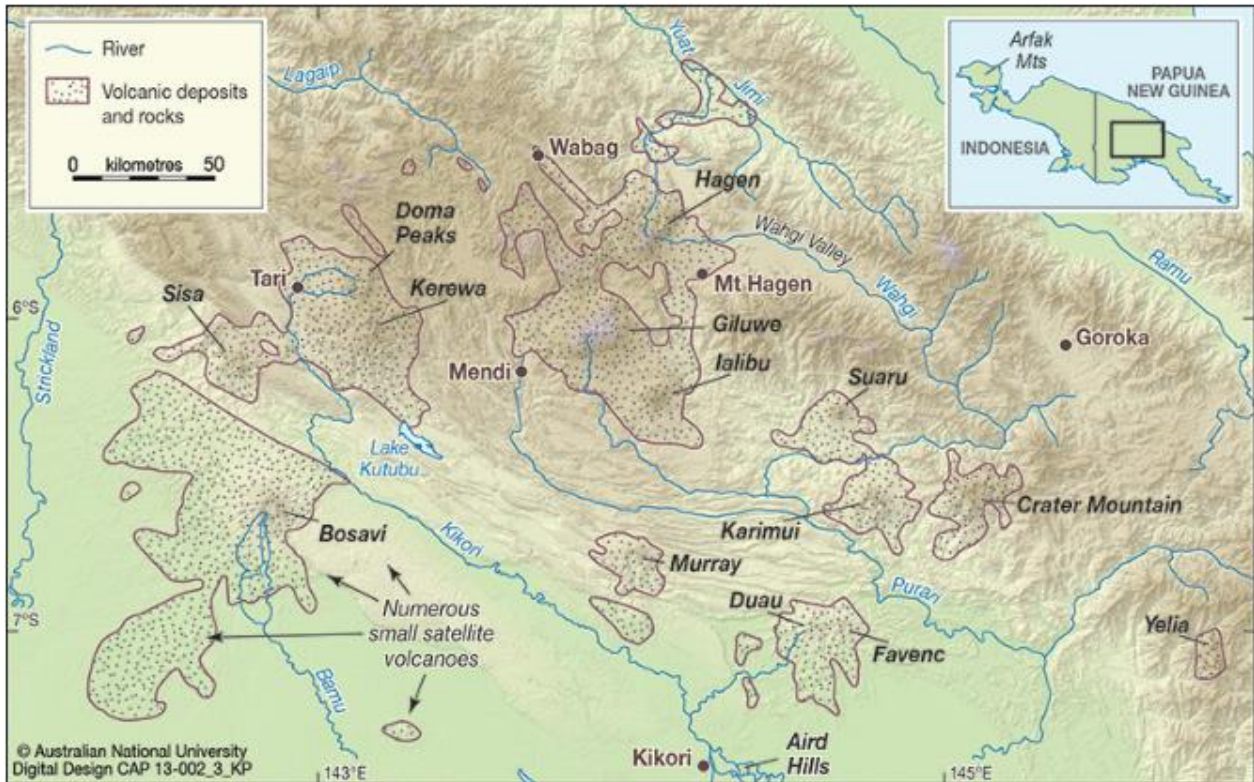 River
Volcanic deposits
and rocks
0 kilometres 50
Lagaip
Yuat
Jimi
Arfak
Mts
PAPUA
NEW GUINEA
INDONESIA
Wabag
Hagen
Doma
Peaks
Wahgi Valley
Ramu
Tari
Kerewa
Mt Hagen
Wahgi
Sisa
6°S
Giluwe
Goroka
Strickland
Mendi
Ialibu
Suaru
Lake
Kutubu
Crater Mountain
Bosavi
Kikori
Karimui
Murray
Purari
Duau
Numerous
small satellite
volcanoes
7°S
Favenc
Yelia
Bamu
Aird
Hills
Kikori
© Australian National University
Digital Design CAP 13-002_3_KP
143°E
145°E